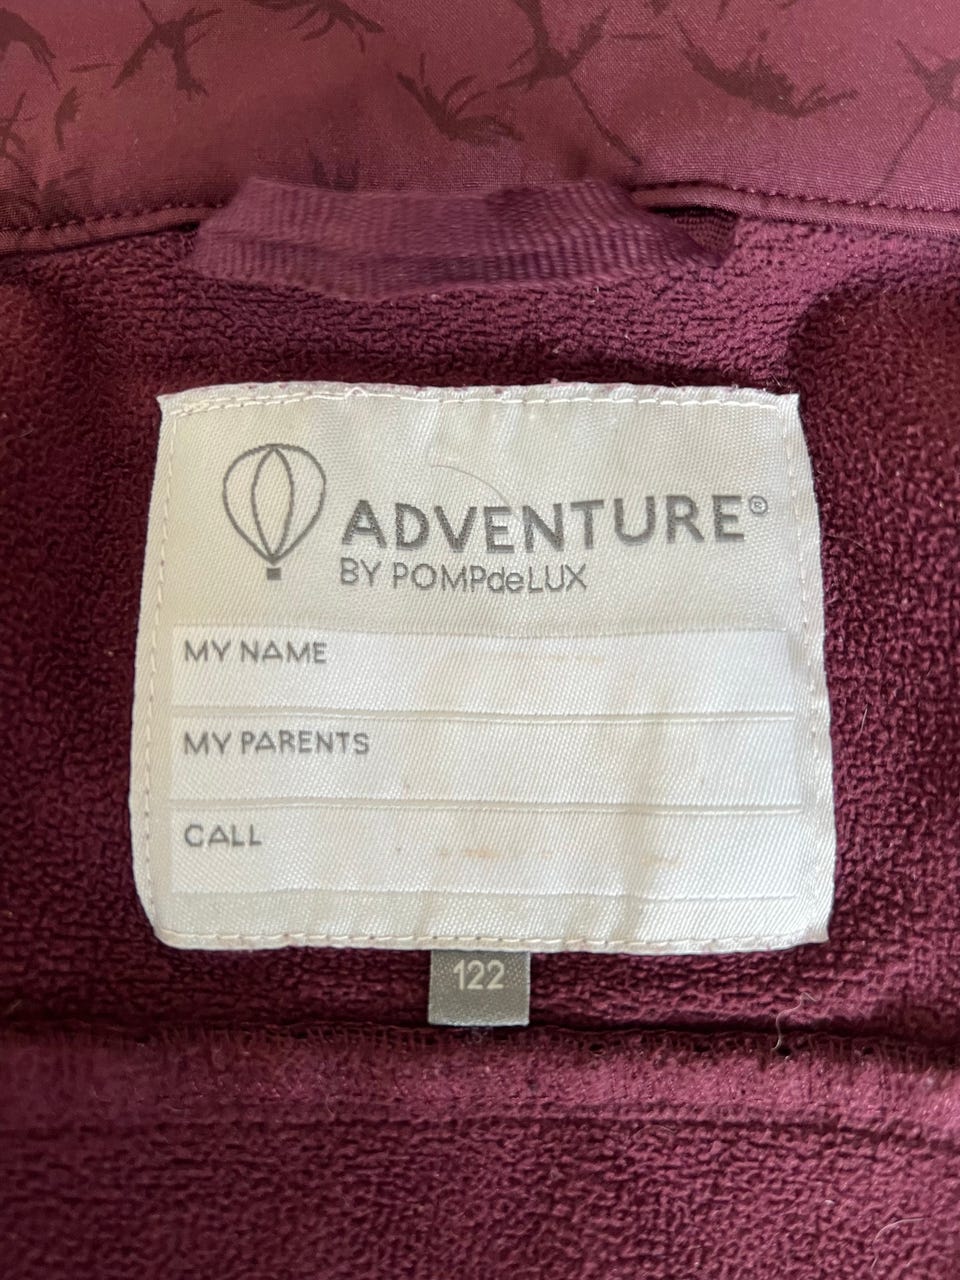 ADVENTURE®
BY POMPdeLUX
MY NAME
MY PARENTS
CALL
122